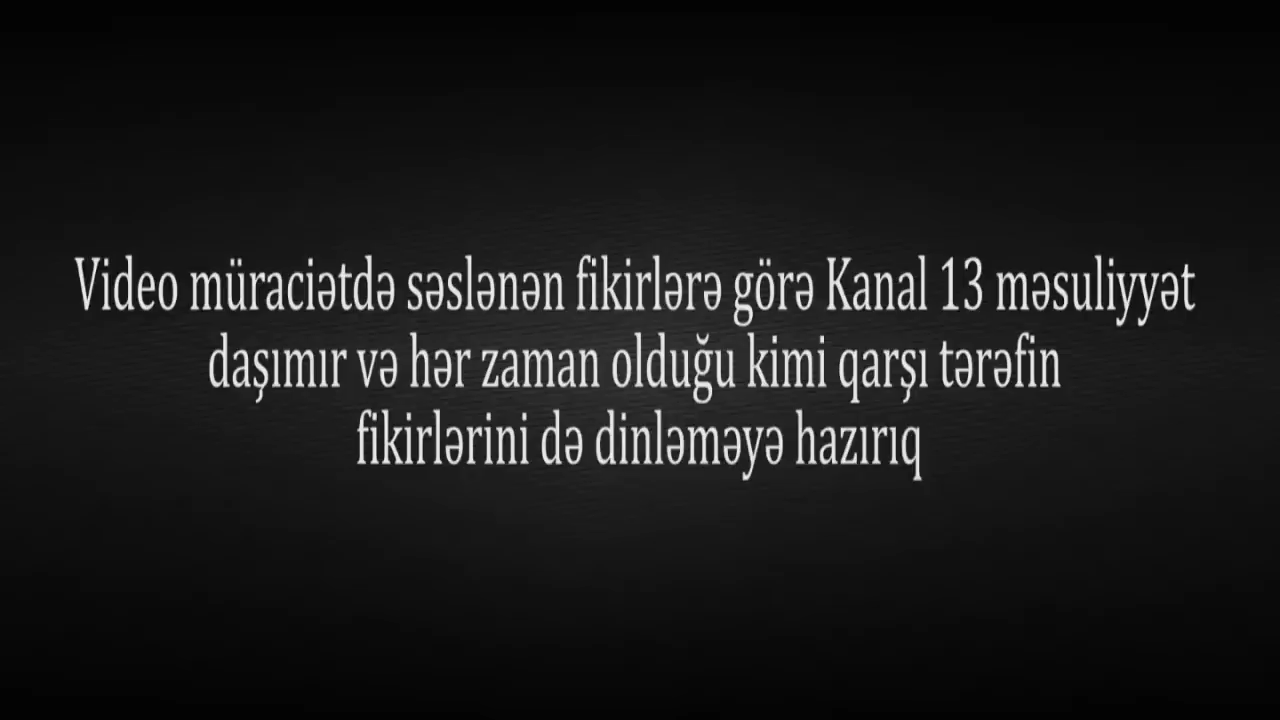 Video müraciətdə səslənən fikirlərə görə Kanal 13 məsuliyyət
daşımır və hər zaman olduğu kimi qarşı tərəfin
fikirlərini də dinləməyə hazırıq